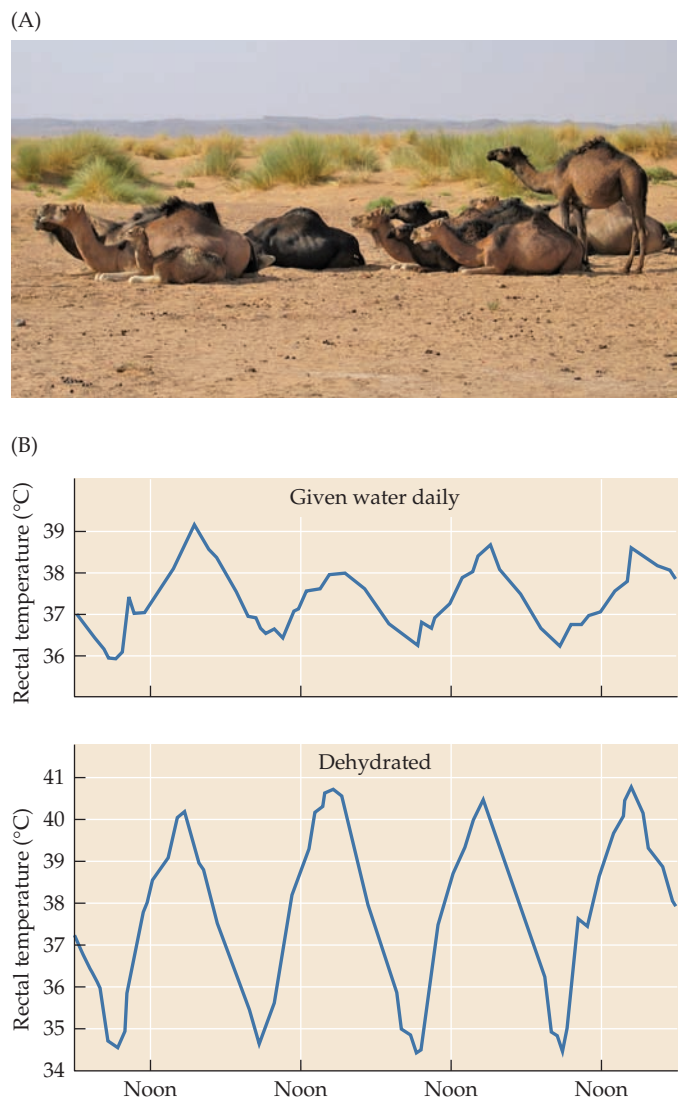 (A)
(B)
Given water daily
Rectal temperature (°C)
39
38
37
36
Dehydrated
Rectal temperature (°C)
41
40
39
38
37
36
35
34
Noon Noon Noon Noon